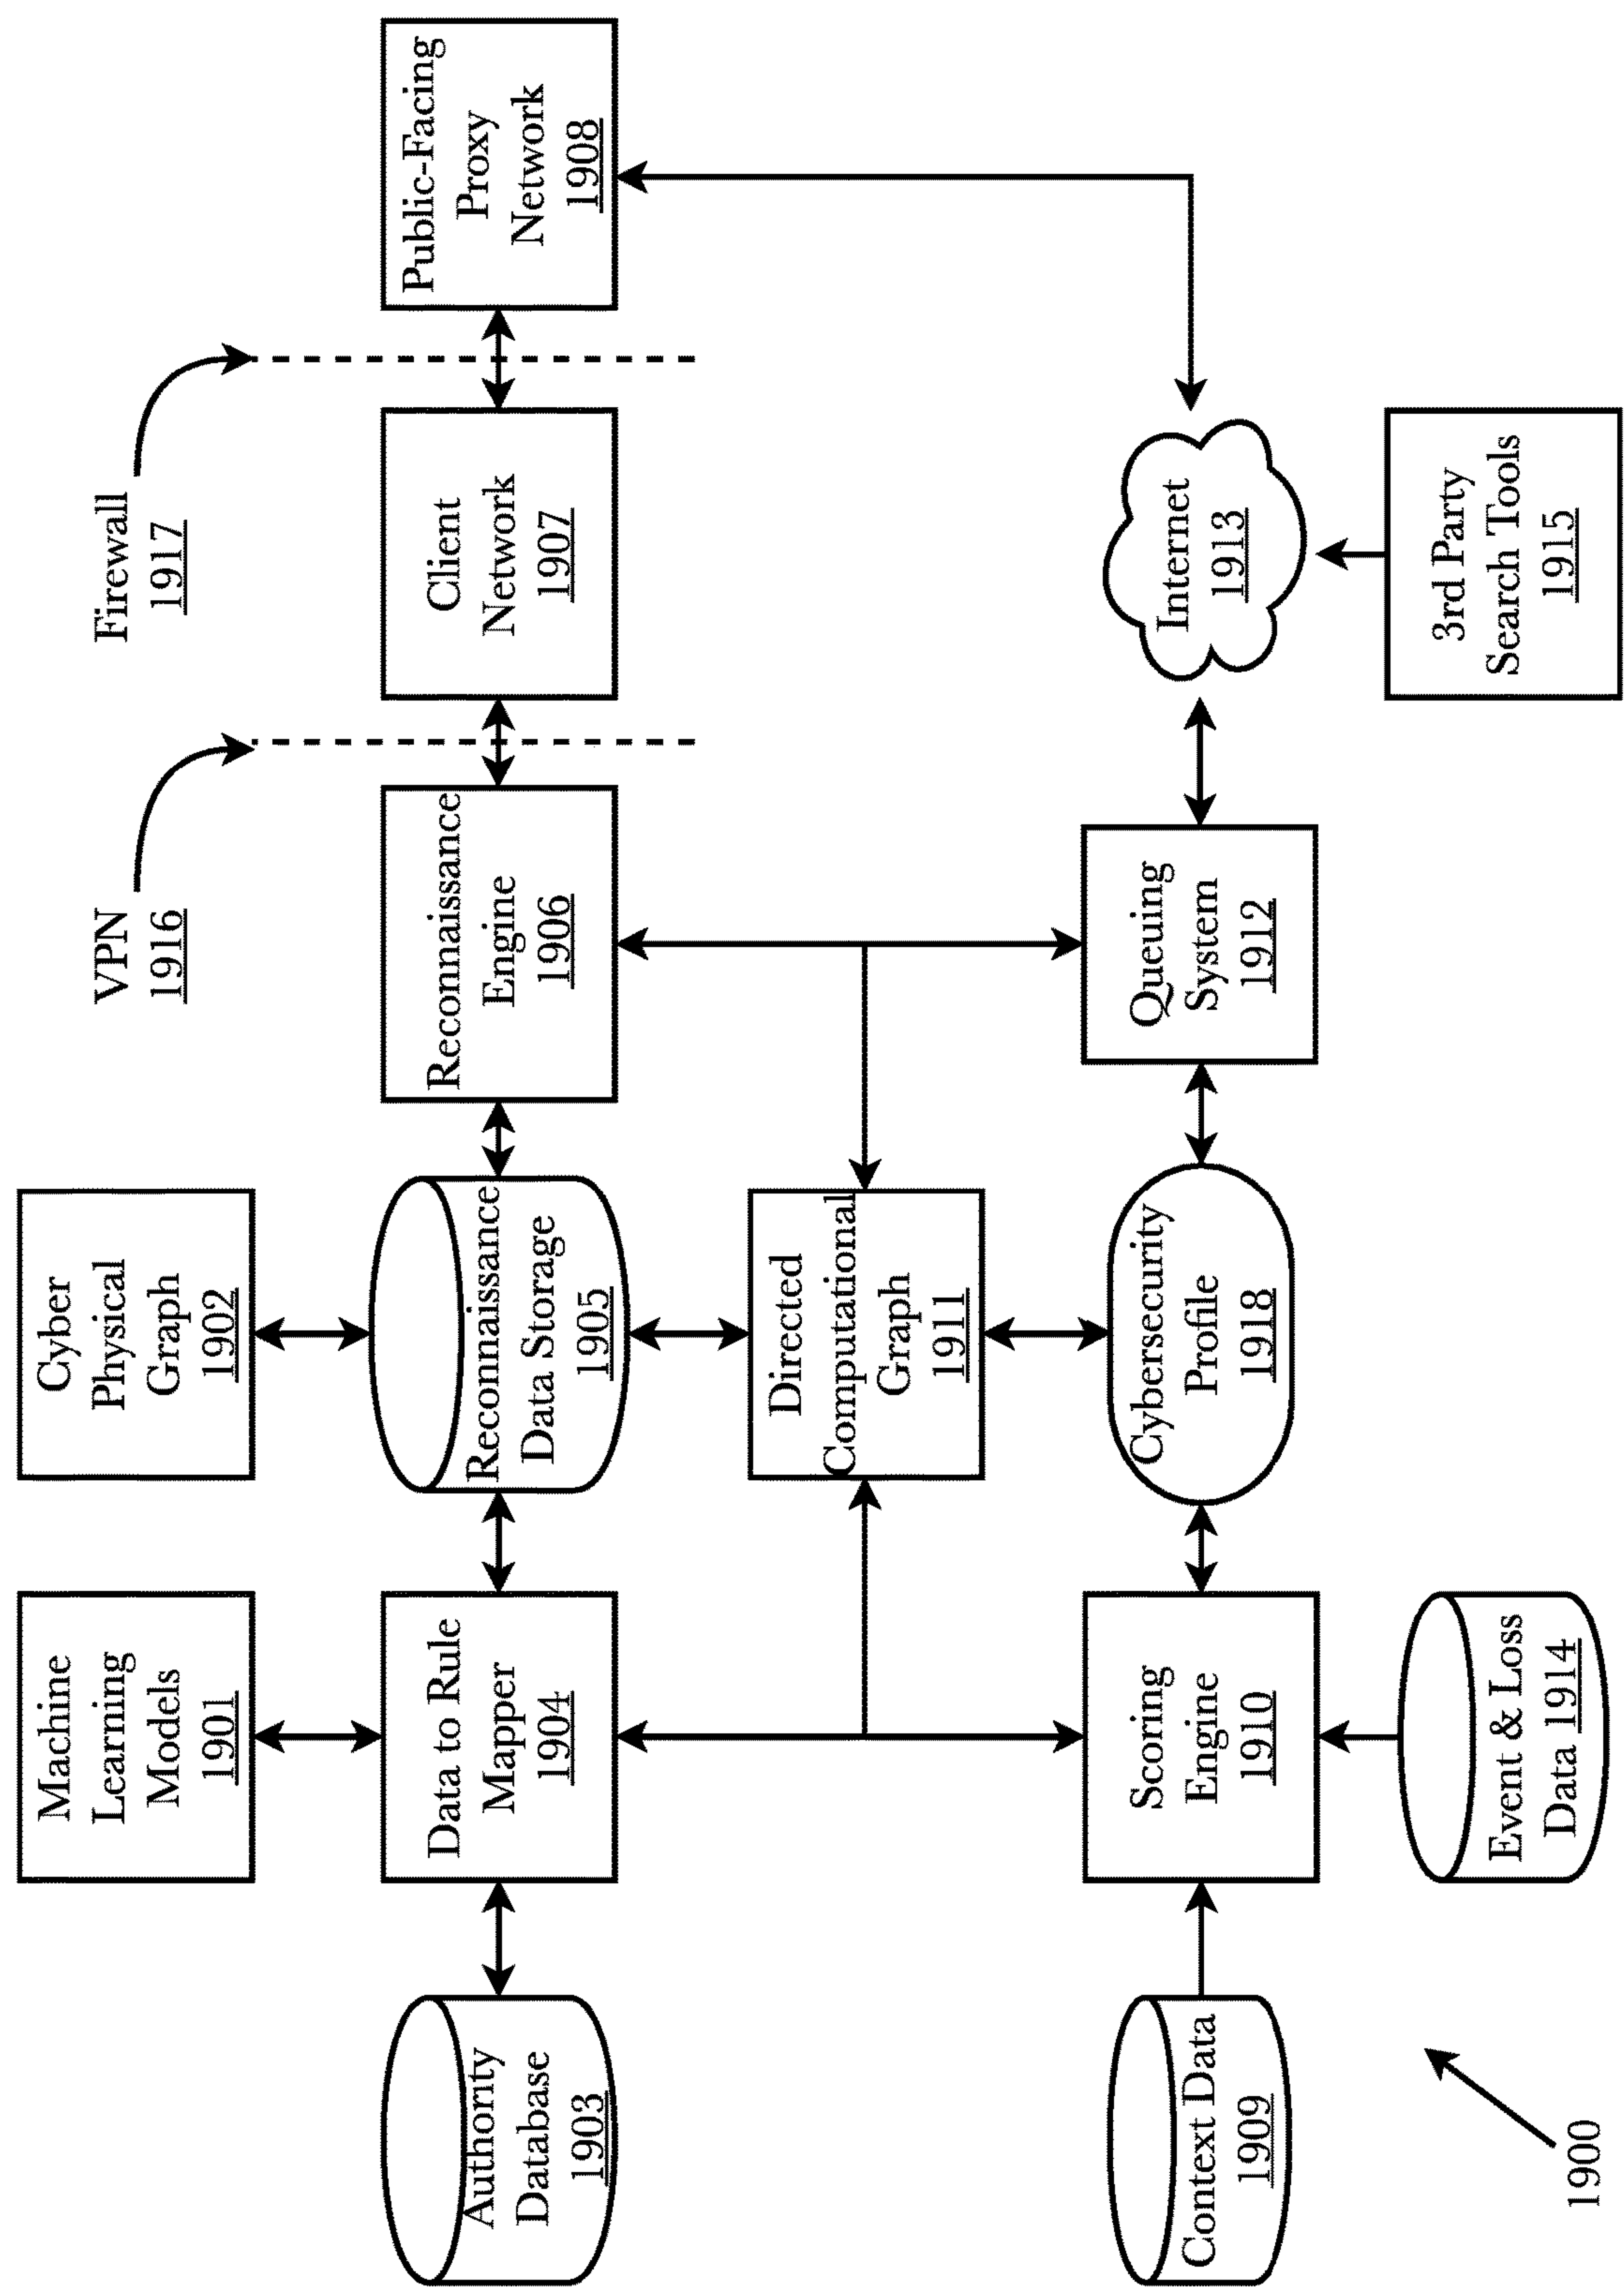 Machine
Learning
Models
1901
Cyber
Physical
Graph
1902
VPN
1916
Firewall
1917
Authority
Database
1903
Data to Rule
Mapper
1904
Reconnaissance
Data Storage
1905
Reconnaissance
Engine
1906
Client
Network
1907
Public-Facing
Proxy
Network
1908
Directed
Computational
Graph
1911
Context Data
1909
Scoring
Engine
1910
Cybersecurity
Profile
1918
Queuing
System
1912
Internet
1913
Event & Loss
Data 1914
3rd Party
Search Tools
1915
1900